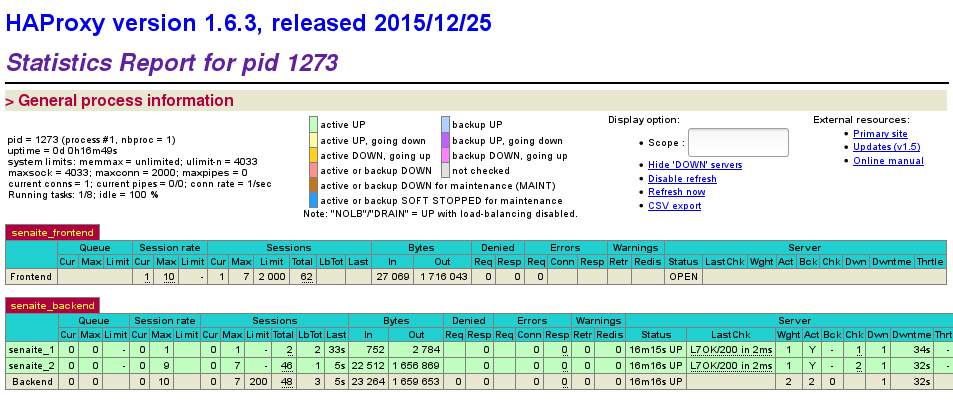 HAProxy version 1.6.3, released 2015/12/25
Statistics Report for pid 1273
> General process information
pid = 1273 (process #1, nbproc = 1)
uptime = 0d 0h16m49s
system limits: memmax = unlimited; ulimit-n = 4033
maxsock = 4033; maxconn = 2000; maxpipes = 0
current conns = 1; current pipes = 0/0; conn rate = 1/sec
Running tasks: 1/8; idle = 100 %
active UP backup UP
active UP, going down backup UP, going down
active DOWN, going up backup DOWN, going up
active or backup DOWN not checked
active or backup DOWN for maintenance (MAINT)
active or backup SOFT STOPPED for maintenance
Note: "NOLB"/"DRAIN" = UP with load-balancing disabled.
Display option:
• Scope :
• Hide 'DOWN' servers
• Disable refresh
• Refresh now
• CSV export
External resources:
• Primary site
• Updates (v1.5)
• Online manual
senaite_frontend
Queue Session rate Sessions Bytes Denied Errors Warnings Server
Cur Max Limit Cur Max Limit Cur Max Limit Total LbTot Last In Out Req Resp Req Conn Resp Retr Redis Status LastChk Wght Act Bck Chk Dwn Dwntme Thrtle
Frontend 1 10 - 1 7 2 000 62 27 069 1 716 043 0 0 0 OPEN
senaite_backend
Queue Session rate Sessions Bytes Denied Errors Warnings Server
Cur Max Limit Cur Max Limit Cur Max Limit Total LbTot Last In Out Req Resp Req Conn Resp Retr Redis Status LastChk Wght Act Bck Chk Dwn Dwntme Thrt
senaite_1 0 0 - 0 1 0 1 - 2 2 33s 752 2 784 0 0 0 0 0 16m15s UP L7OK/200 in 2ms 1 Y - 1 1 34s -
senaite_2 0 0 - 0 9 0 7 - 46 1 5s 22 512 1 656 869 0 0 0 0 0 16m16s UP L7OK/200 in 2ms 1 Y - 2 1 32s -
Backend 0 0 0 10 0 7 200 48 3 5s 23 264 1 659 653 0 0 0 0 0 0 16m16s UP 2 2 0 1 32s